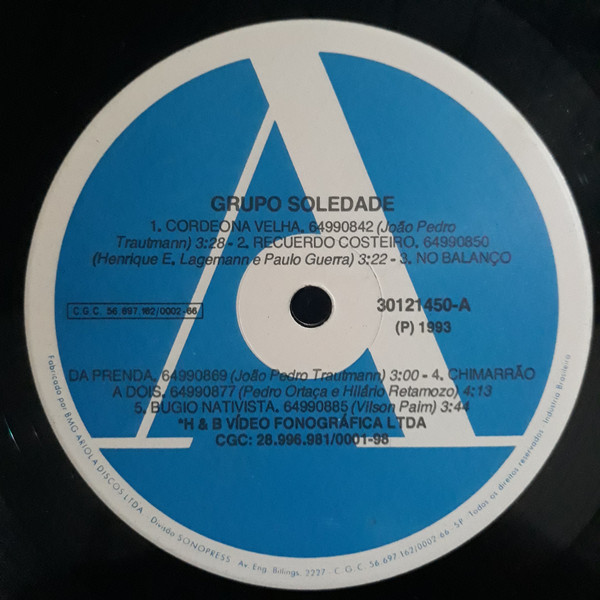 GRUPO SOLEDADE
1. CORDEONA VELHA. 64990842 (João Pedro
Trautmann) 3:28 - 2. RECUERDO COSTEIRO. 64990850
(Henrique E. Lagemann e Paulo Guerra) 3:22 - 3. NO BALANÇO
C.G.C. 56.697.162/0002-66
30121450-A
(P) 1993
DA PRENDA. 64990869 (João Pedro Trautmann) 3:00 - 4. CHIMARRÃO
A DOIS. 64990877 (Pedro Ortaça e Hilário Retamozo) 4:13
5. BUGIO NATIVISTA. 64990885 (Vilson Paim) 3:44
*H & B VÍDEO FONOGRÁFICA LTDA
CGC: 28.996.981/0001-98
Fabricado por BMG ARIOLA DISCOS LTDA. Divisão SONOPRESS. Av. Eng. Billings, 2227 - C.G.C. 56.697.162/0002-66 - SP. Todos os direitos reservados. Indústria Brasileira